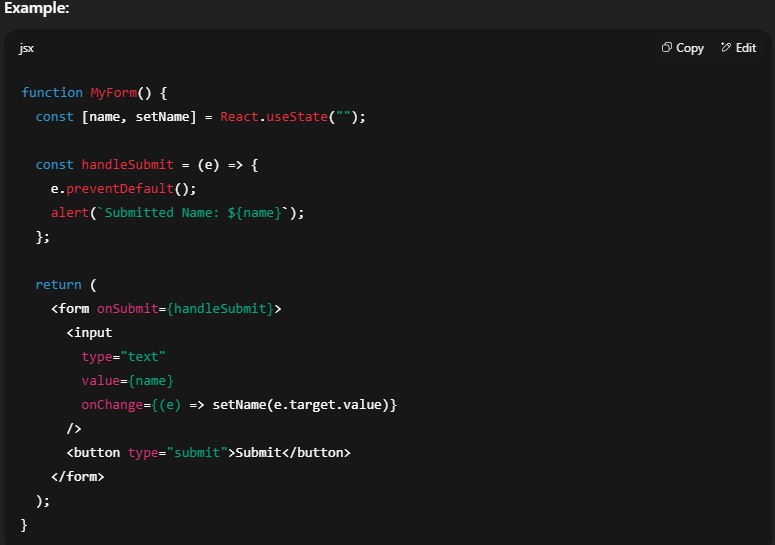 Example:
jsx
Copy Edit
function MyForm() {
  const [name, setName] = React.useState("");

  const handleSubmit = (e) => {
    e.preventDefault();
    alert(`Submitted Name: ${name}`);
  };

  return (
    <form onSubmit={handleSubmit}>
      <input
        type="text"
        value={name}
        onChange={(e) => setName(e.target.value)}
      />
      <button type="submit">Submit</button>
    </form>
  );
}